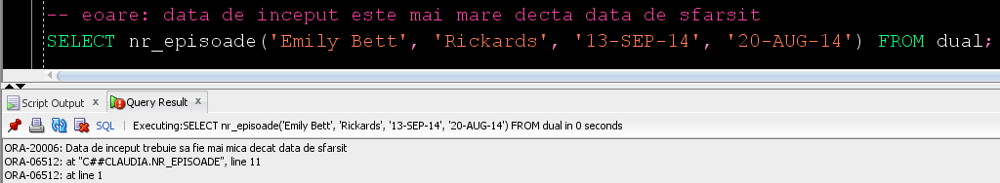 -- eoare: data de inceput este mai mare decta data de sfarsit
SELECT nr_episoade('Emily Bett', 'Rickards', '13-SEP-14', '20-AUG-14') FROM dual;
Script Output x Query Result x
SQL | Executing:SELECT nr_episoade('Emily Bett', 'Rickards', '13-SEP-14', '20-AUG-14') FROM dual in 0 seconds
ORA-20006: Data de inceput trebuie sa fie mai mica decat data de sfarsit
ORA-06512: at "C##CLAUDIA.NR_EPISOADE", line 11
ORA-06512: at line 1